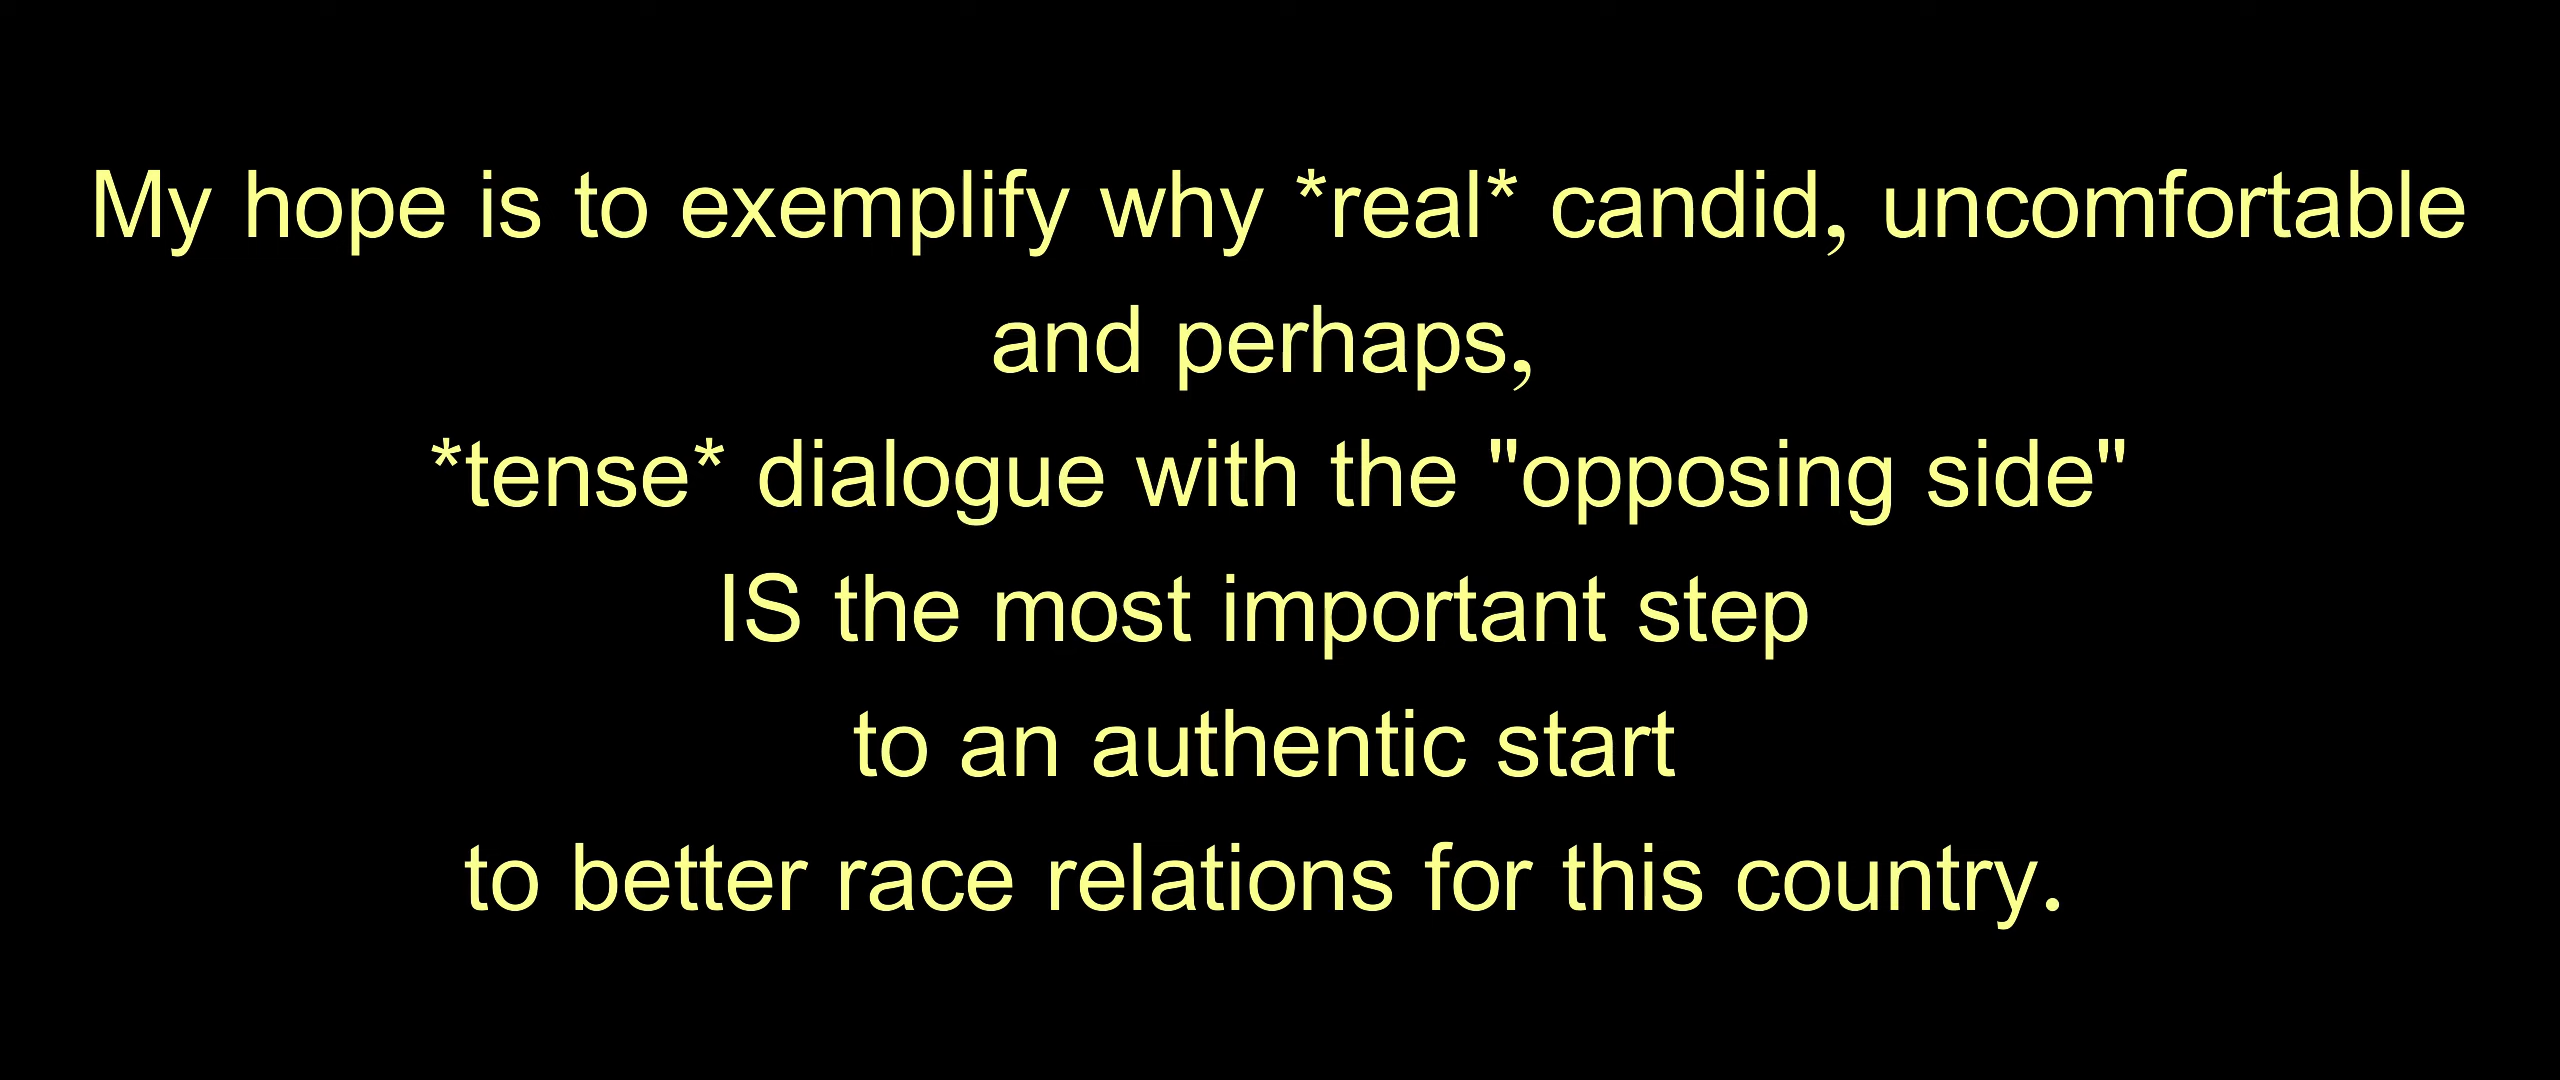 My hope is to exemplify why *real* candid, uncomfortable
and perhaps,
*tense* dialogue with the "opposing side"
IS the most important step
to an authentic start
to better race relations for this country.